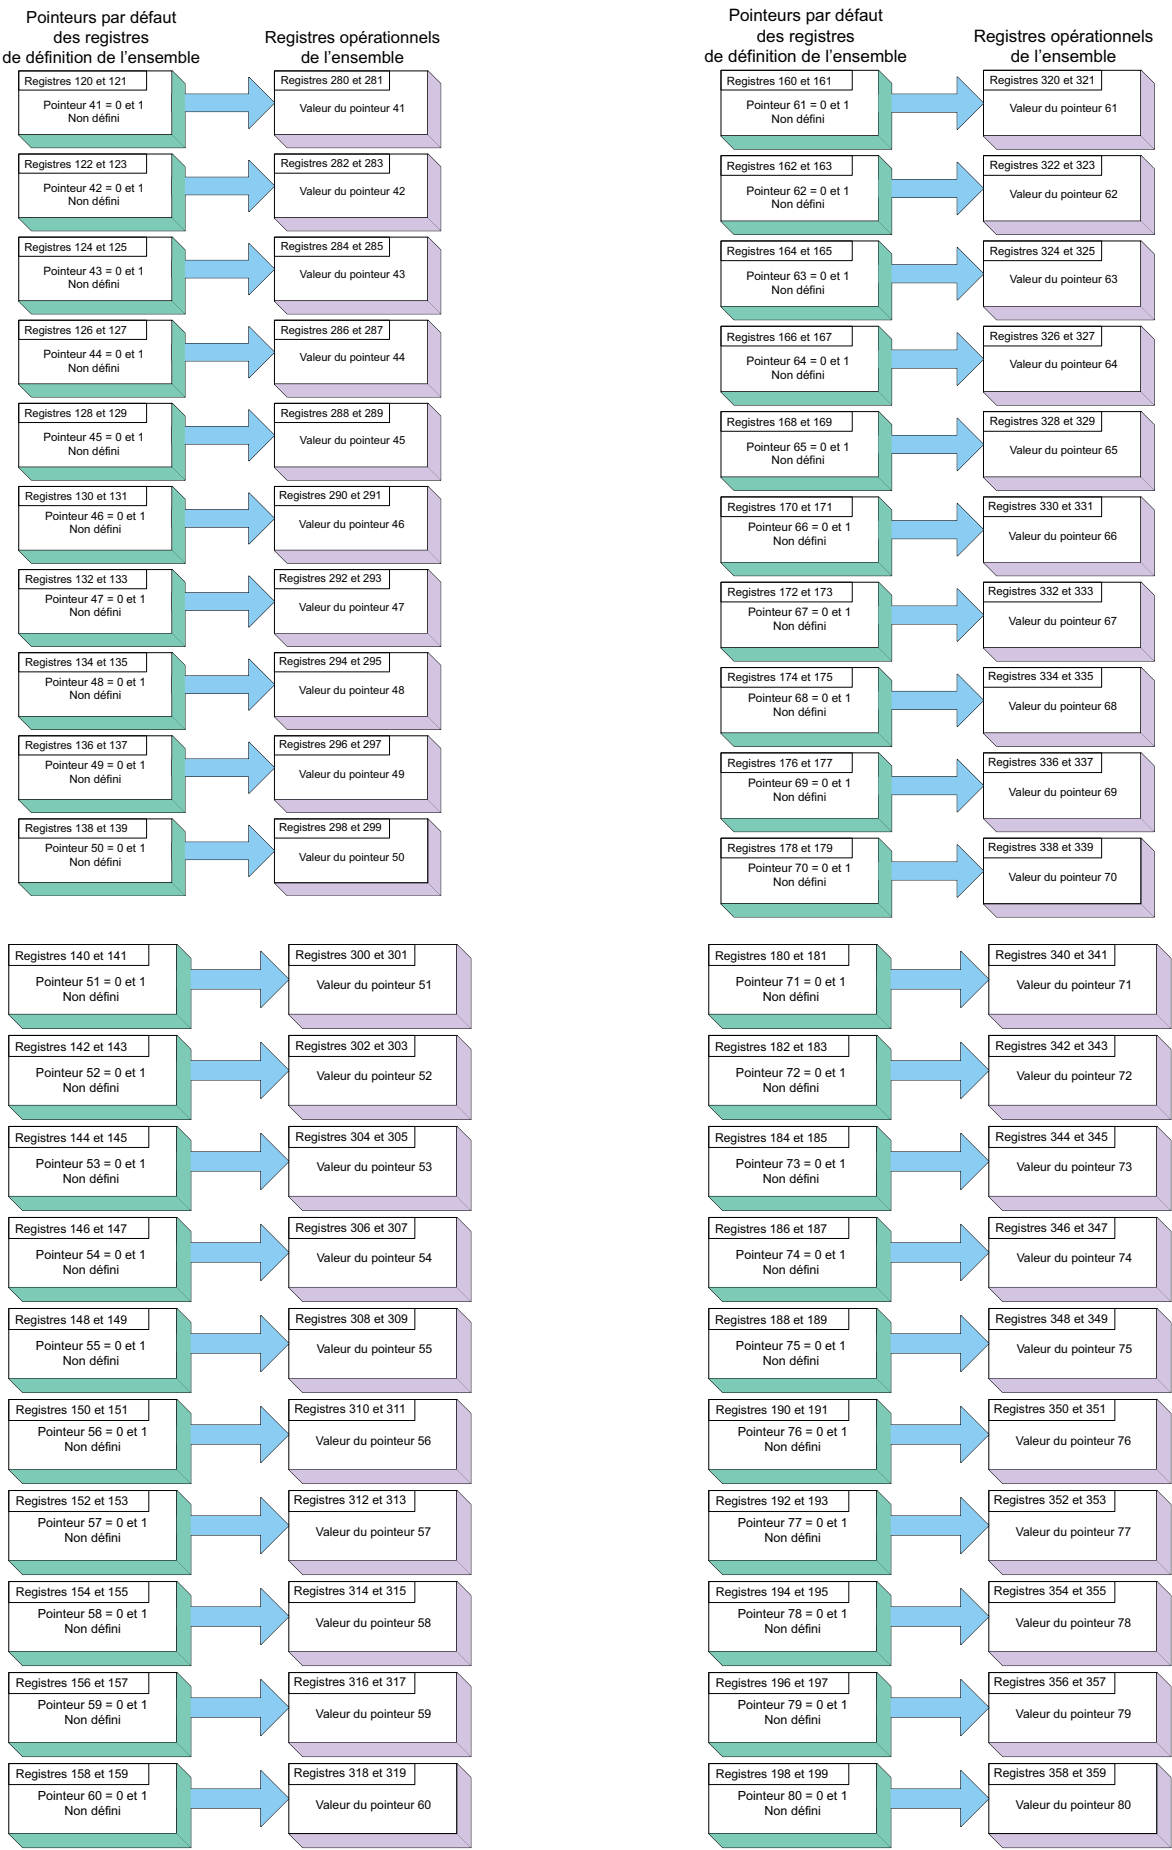 Pointeurs par défaut
des registres
de définition de l'ensemble
Registres opérationnels
de l'ensemble
Registres 120 et 121
Pointeur 41 = 0 et 1
Non défini
Registres 280 et 281
Valeur du pointeur 41
Registres 122 et 123
Pointeur 42 = 0 et 1
Non défini
Registres 282 et 283
Valeur du pointeur 42
Registres 124 et 125
Pointeur 43 = 0 et 1
Non défini
Registres 284 et 285
Valeur du pointeur 43
Registres 126 et 127
Pointeur 44 = 0 et 1
Non défini
Registres 286 et 287
Valeur du pointeur 44
Registres 128 et 129
Pointeur 45 = 0 et 1
Non défini
Registres 288 et 289
Valeur du pointeur 45
Registres 130 et 131
Pointeur 46 = 0 et 1
Non défini
Registres 290 et 291
Valeur du pointeur 46
Registres 132 et 133
Pointeur 47 = 0 et 1
Non défini
Registres 292 et 293
Valeur du pointeur 47
Registres 134 et 135
Pointeur 48 = 0 et 1
Non défini
Registres 294 et 295
Valeur du pointeur 48
Registres 136 et 137
Pointeur 49 = 0 et 1
Non défini
Registres 296 et 297
Valeur du pointeur 49
Registres 138 et 139
Pointeur 50 = 0 et 1
Non défini
Registres 298 et 299
Valeur du pointeur 50
Registres 140 et 141
Pointeur 51 = 0 et 1
Non défini
Registres 300 et 301
Valeur du pointeur 51
Registres 142 et 143
Pointeur 52 = 0 et 1
Non défini
Registres 302 et 303
Valeur du pointeur 52
Registres 144 et 145
Pointeur 53 = 0 et 1
Non défini
Registres 304 et 305
Valeur du pointeur 53
Registres 146 et 147
Pointeur 54 = 0 et 1
Non défini
Registres 306 et 307
Valeur du pointeur 54
Registres 148 et 149
Pointeur 55 = 0 et 1
Non défini
Registres 308 et 309
Valeur du pointeur 55
Registres 150 et 151
Pointeur 56 = 0 et 1
Non défini
Registres 310 et 311
Valeur du pointeur 56
Registres 152 et 153
Pointeur 57 = 0 et 1
Non défini
Registres 312 et 313
Valeur du pointeur 57
Registres 154 et 155
Pointeur 58 = 0 et 1
Non défini
Registres 314 et 315
Valeur du pointeur 58
Registres 156 et 157
Pointeur 59 = 0 et 1
Non défini
Registres 316 et 317
Valeur du pointeur 59
Registres 158 et 159
Pointeur 60 = 0 et 1
Non défini
Registres 318 et 319
Valeur du pointeur 60
Pointeurs par défaut
des registres
de définition de l'ensemble
Registres opérationnels
de l'ensemble
Registres 160 et 161
Pointeur 61 = 0 et 1
Non défini
Registres 320 et 321
Valeur du pointeur 61
Registres 162 et 163
Pointeur 62 = 0 et 1
Non défini
Registres 322 et 323
Valeur du pointeur 62
Registres 164 et 165
Pointeur 63 = 0 et 1
Non défini
Registres 324 et 325
Valeur du pointeur 63
Registres 166 et 167
Pointeur 64 = 0 et 1
Non défini
Registres 326 et 327
Valeur du pointeur 64
Registres 168 et 169
Pointeur 65 = 0 et 1
Non défini
Registres 328 et 329
Valeur du pointeur 65
Registres 170 et 171
Pointeur 66 = 0 et 1
Non défini
Registres 330 et 331
Valeur du pointeur 66
Registres 172 et 173
Pointeur 67 = 0 et 1
Non défini
Registres 332 et 333
Valeur du pointeur 67
Registres 174 et 175
Pointeur 68 = 0 et 1
Non défini
Registres 334 et 335
Valeur du pointeur 68
Registres 176 et 177
Pointeur 69 = 0 et 1
Non défini
Registres 336 et 337
Valeur du pointeur 69
Registres 178 et 179
Pointeur 70 = 0 et 1
Non défini
Registres 338 et 339
Valeur du pointeur 70
Registres 180 et 181
Pointeur 71 = 0 et 1
Non défini
Registres 340 et 341
Valeur du pointeur 71
Registres 182 et 183
Pointeur 72 = 0 et 1
Non défini
Registres 342 et 343
Valeur du pointeur 72
Registres 184 et 185
Pointeur 73 = 0 et 1
Non défini
Registres 344 et 345
Valeur du pointeur 73
Registres 186 et 187
Pointeur 74 = 0 et 1
Non défini
Registres 346 et 347
Valeur du pointeur 74
Registres 188 et 189
Pointeur 75 = 0 et 1
Non défini
Registres 348 et 349
Valeur du pointeur 75
Registres 190 et 191
Pointeur 76 = 0 et 1
Non défini
Registres 350 et 351
Valeur du pointeur 76
Registres 192 et 193
Pointeur 77 = 0 et 1
Non défini
Registres 352 et 353
Valeur du pointeur 77
Registres 194 et 195
Pointeur 78 = 0 et 1
Non défini
Registres 354 et 355
Valeur du pointeur 78
Registres 196 et 197
Pointeur 79 = 0 et 1
Non défini
Registres 356 et 357
Valeur du pointeur 79
Registres 198 et 199
Pointeur 80 = 0 et 1
Non défini
Registres 358 et 359
Valeur du pointeur 80